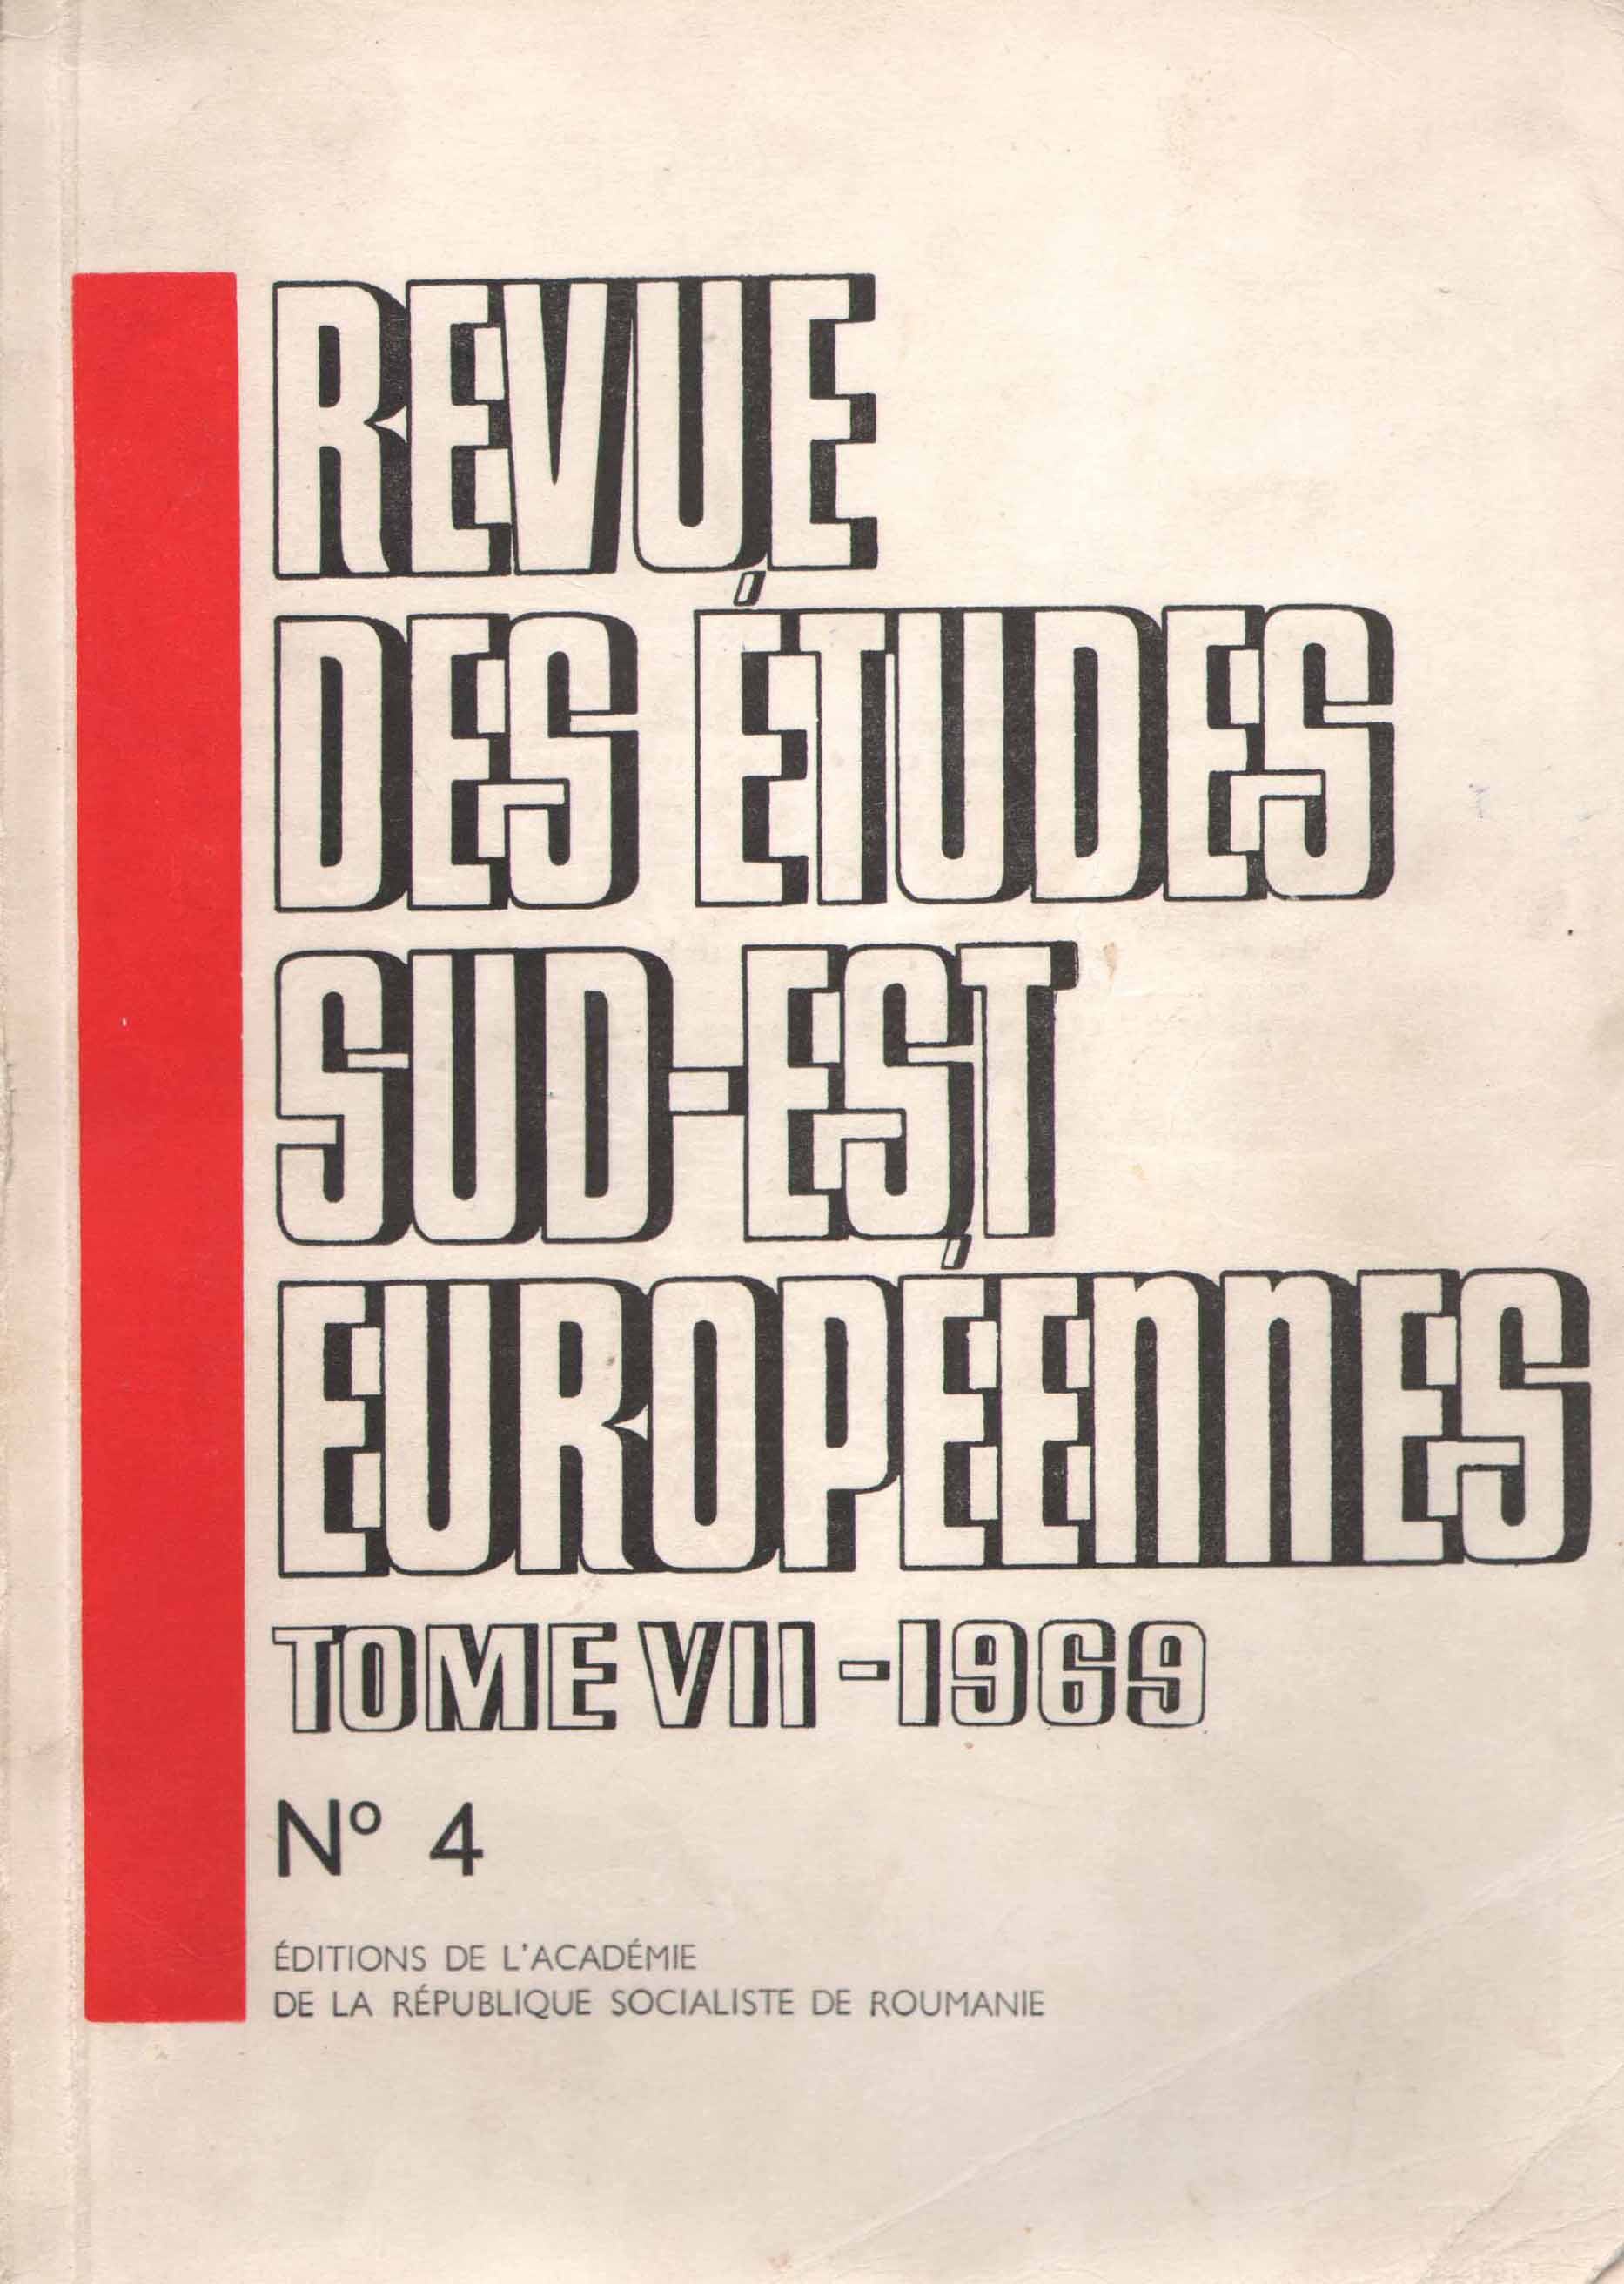 REVUE
DES ÉTUDES
SUD-EST
EUROPÉENNES
TOME VII - 1969
Nº 4
ÉDITIONS DE L'ACADÉMIE
DE LA RÉPUBLIQUE SOCIALISTE DE ROUMANIE